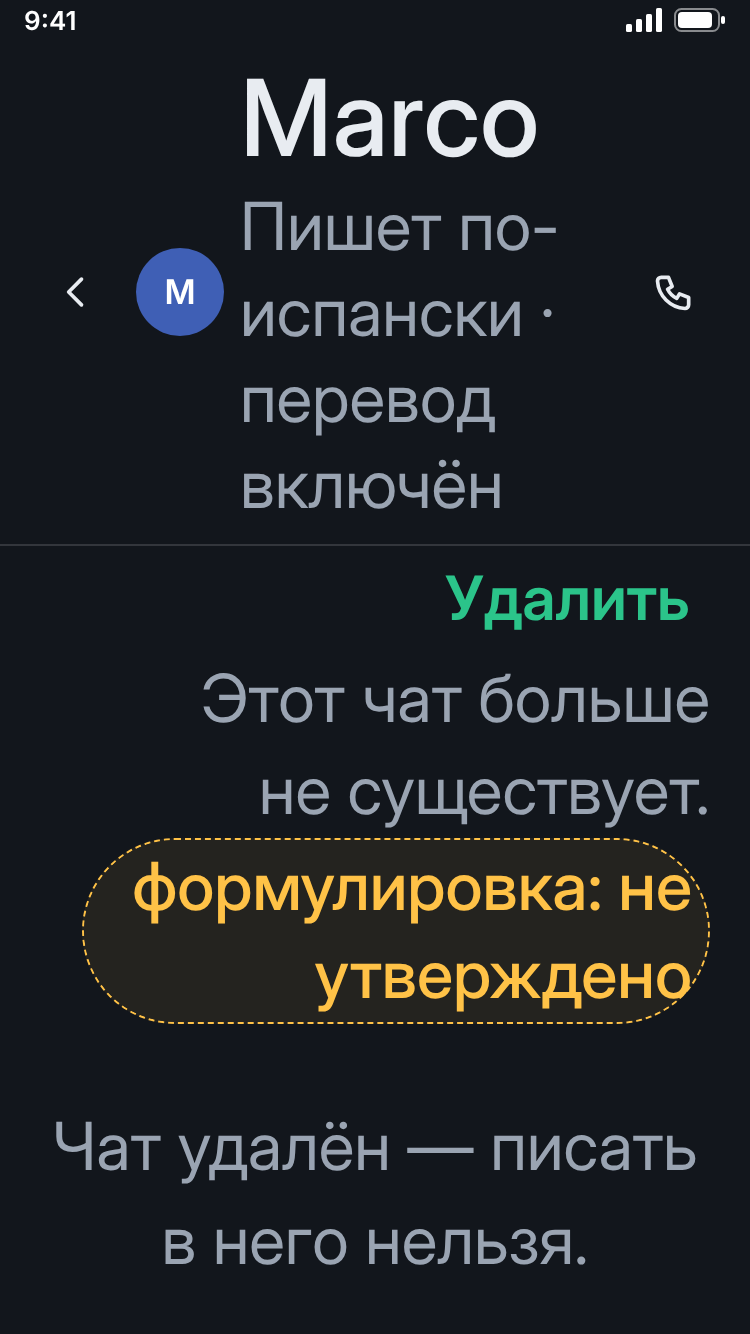 9:41
Marco
Пишет по-
испански ·
перевод
включён
M
Удалить
Этот чат больше
не существует.
формулировка: не
утверждено
Чат удалён — писать
в него нельзя.